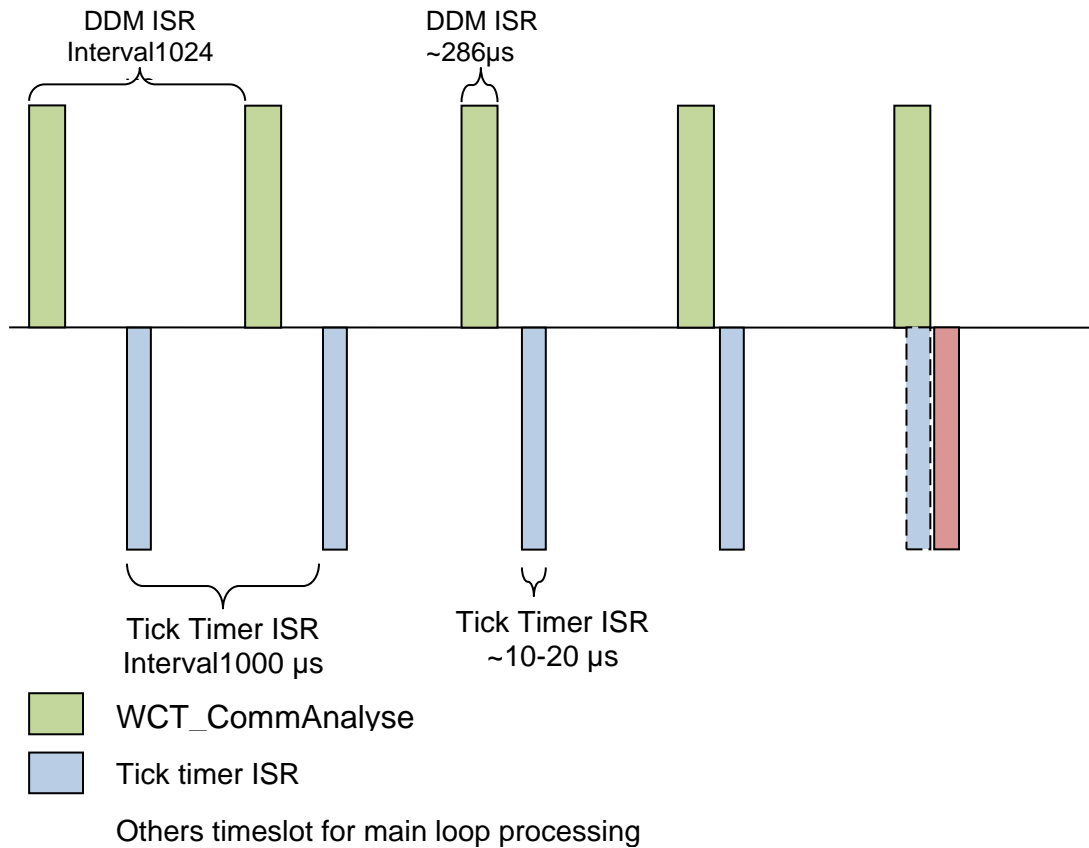 DDM ISR
Interval1024
DDM ISR
~286µs
Tick Timer ISR
Interval1000 µs
Tick Timer ISR
~10-20 µs
WCT_CommAnalyse
Tick timer ISR
Others timeslot for main loop processing